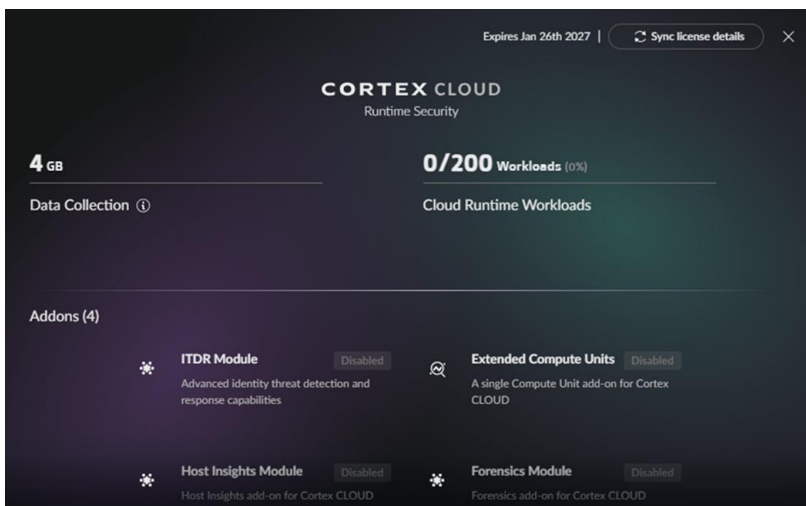 Expires Jan 26th 2027 | Sync license details
CORTEX CLOUD
Runtime Security
4 GB
Data Collection
0/200 Workloads (0%)
Cloud Runtime Workloads
Addons (4)
ITDR Module Disabled
Advanced identity threat detection and
response capabilities
Extended Compute Units Disabled
A single Compute Unit add-on for Cortex
CLOUD
Host Insights Module Disabled
Host Insights add-on for Cortex CLOUD
Forensics Module Disabled
Forensics add-on for Cortex CLOUD